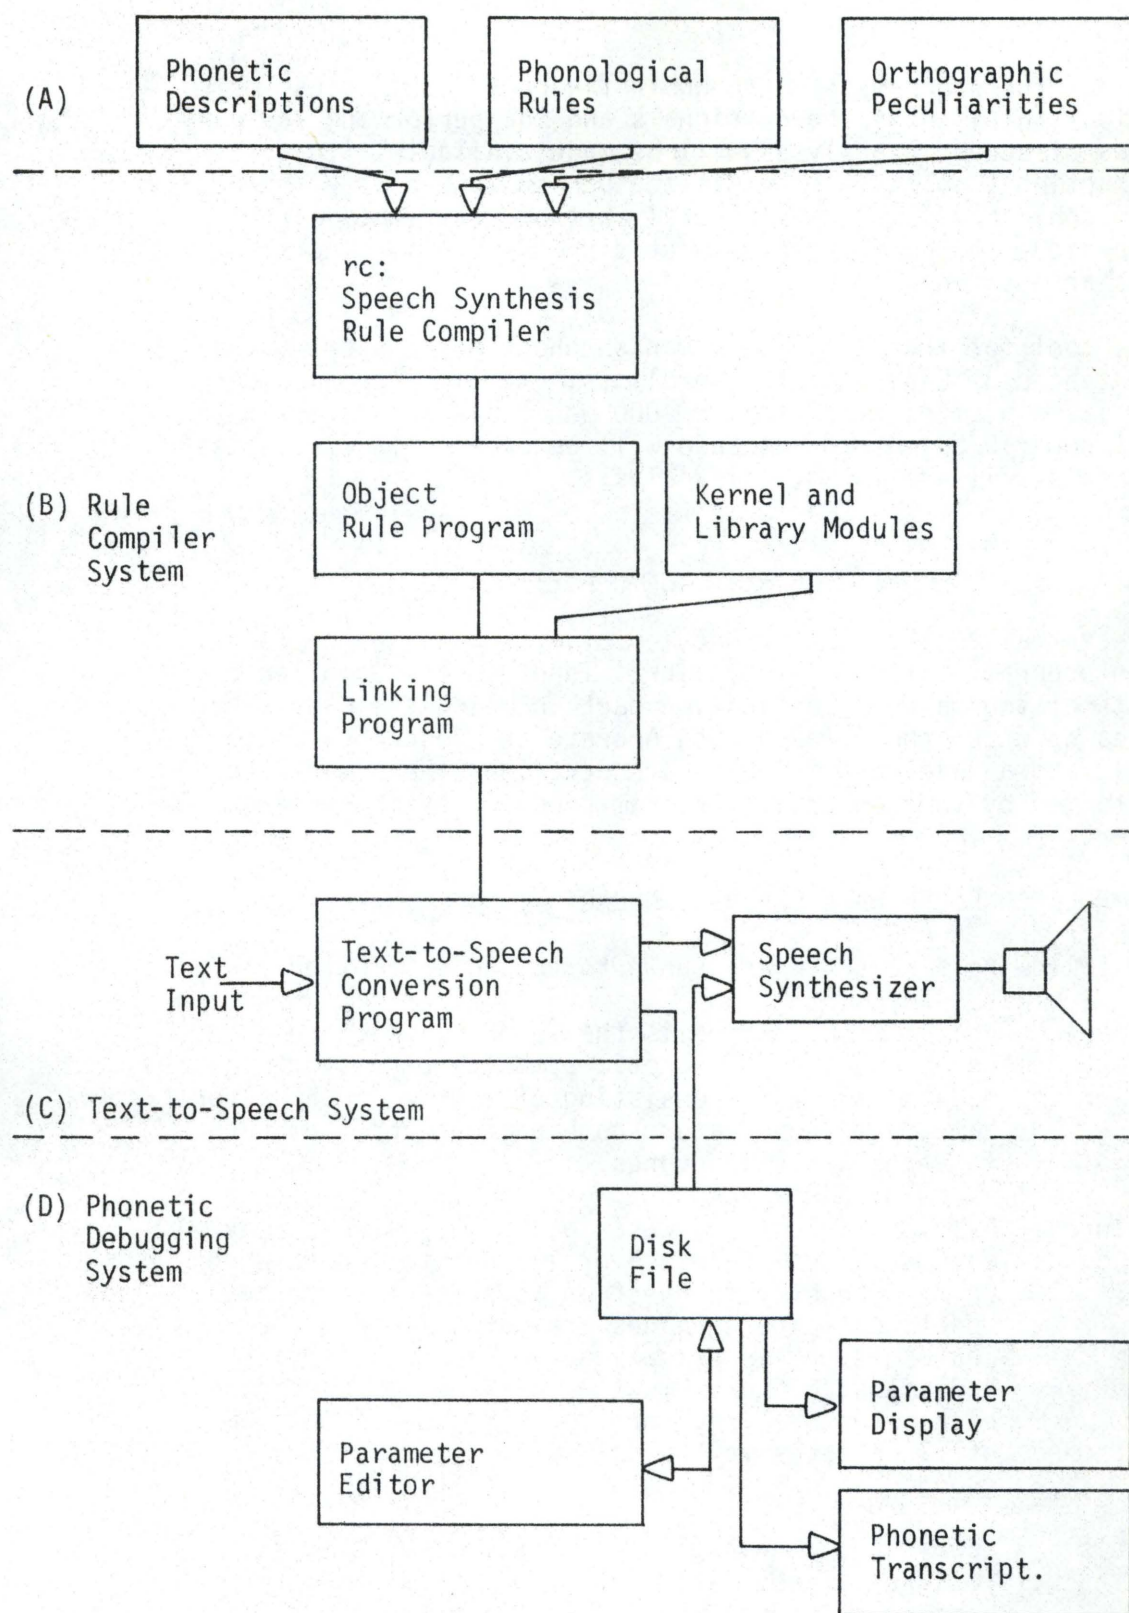 (A)
Phonetic
Descriptions
Phonological
Rules
Orthographic
Peculiarities
rc:
Speech Synthesis
Rule Compiler
(B) Rule
Compiler
System
Object
Rule Program
Kernel and
Library Modules
Linking
Program
Text
Input
Text-to-Speech
Conversion
Program
Speech
Synthesizer
(C) Text-to-Speech System
(D) Phonetic
Debugging
System
Disk
File
Parameter
Editor
Parameter
Display
Phonetic
Transcript.